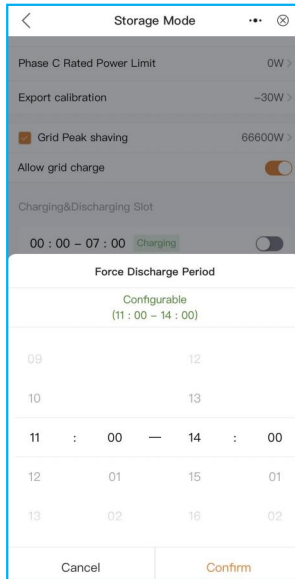 Storage Mode
Phase C Rated Power Limit 0W >
Export calibration -30W >
Grid Peak shaving 66600W >
Allow grid charge
Charging&Discharging Slot
00 : 00 – 07 : 00 Charging
Force Discharge Period
Configurable
(11 : 00 – 14 : 00)
09 12
10 13
11 : 00 — 14 : 00
12 01 15 01
13 02 16 02
Cancel Confirm